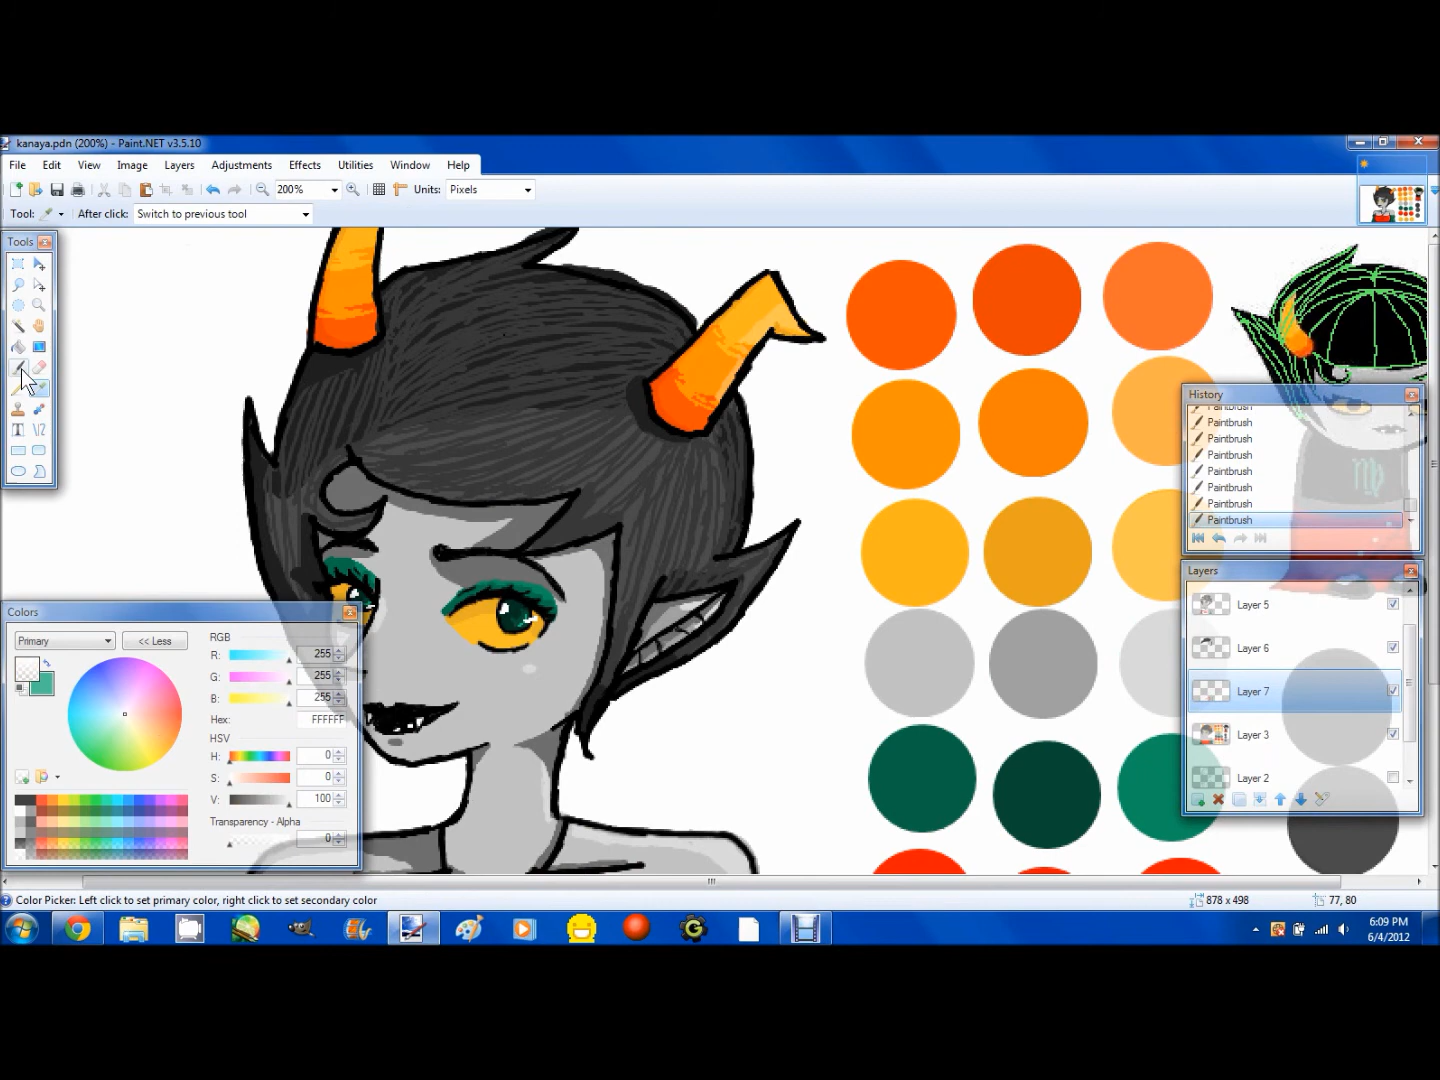 kanaya.pdn (200%) - Paint.NET v3.5.10
File Edit View Image Layers Adjustments Effects Utilities Window Help
200% Units: Pixels
Tool: After click: Switch to previous tool
Tools
History
Paintbrush
Paintbrush
Paintbrush
Paintbrush
Paintbrush
Paintbrush
Paintbrush
Paintbrush
Layers
Layer 5
Layer 6
Layer 7
Layer 3
Layer 2
Colors
Primary << Less
RGB
R: 255
G: 255
B: 255
Hex: FFFFFF
HSV
H: 0
S: 0
V: 100
Transparency - Alpha
0
Color Picker: Left click to set primary color, right click to set secondary color 878 x 498 77, 80
6:09 PM
6/4/2012